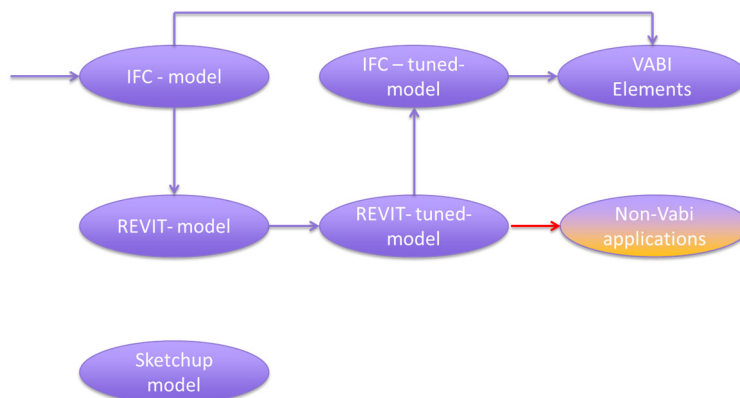 IFC - model
IFC – tuned-
model
VABI
Elements
REVIT- model
REVIT- tuned-
model
Non-Vabi
applications
Sketchup
model